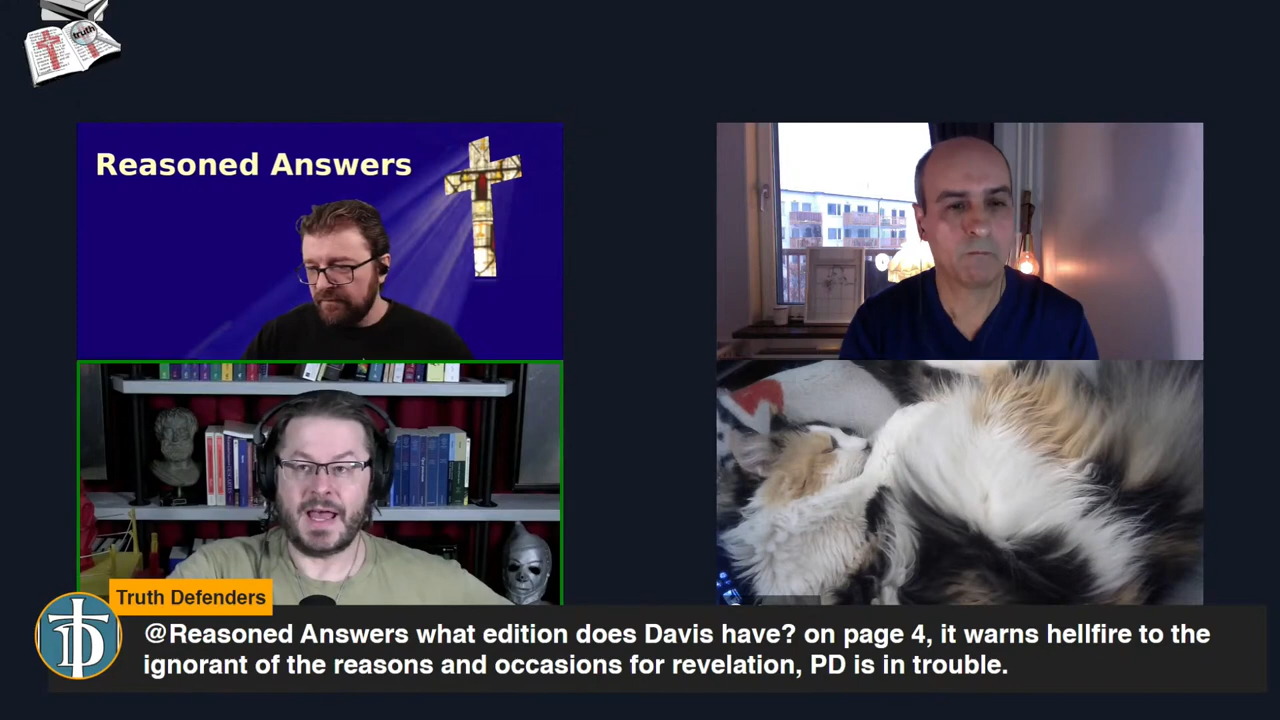 truth
Reasoned Answers
Truth Defenders
@Reasoned Answers what edition does Davis have? on page 4, it warns hellfire to the
ignorant of the reasons and occasions for revelation, PD is in trouble.